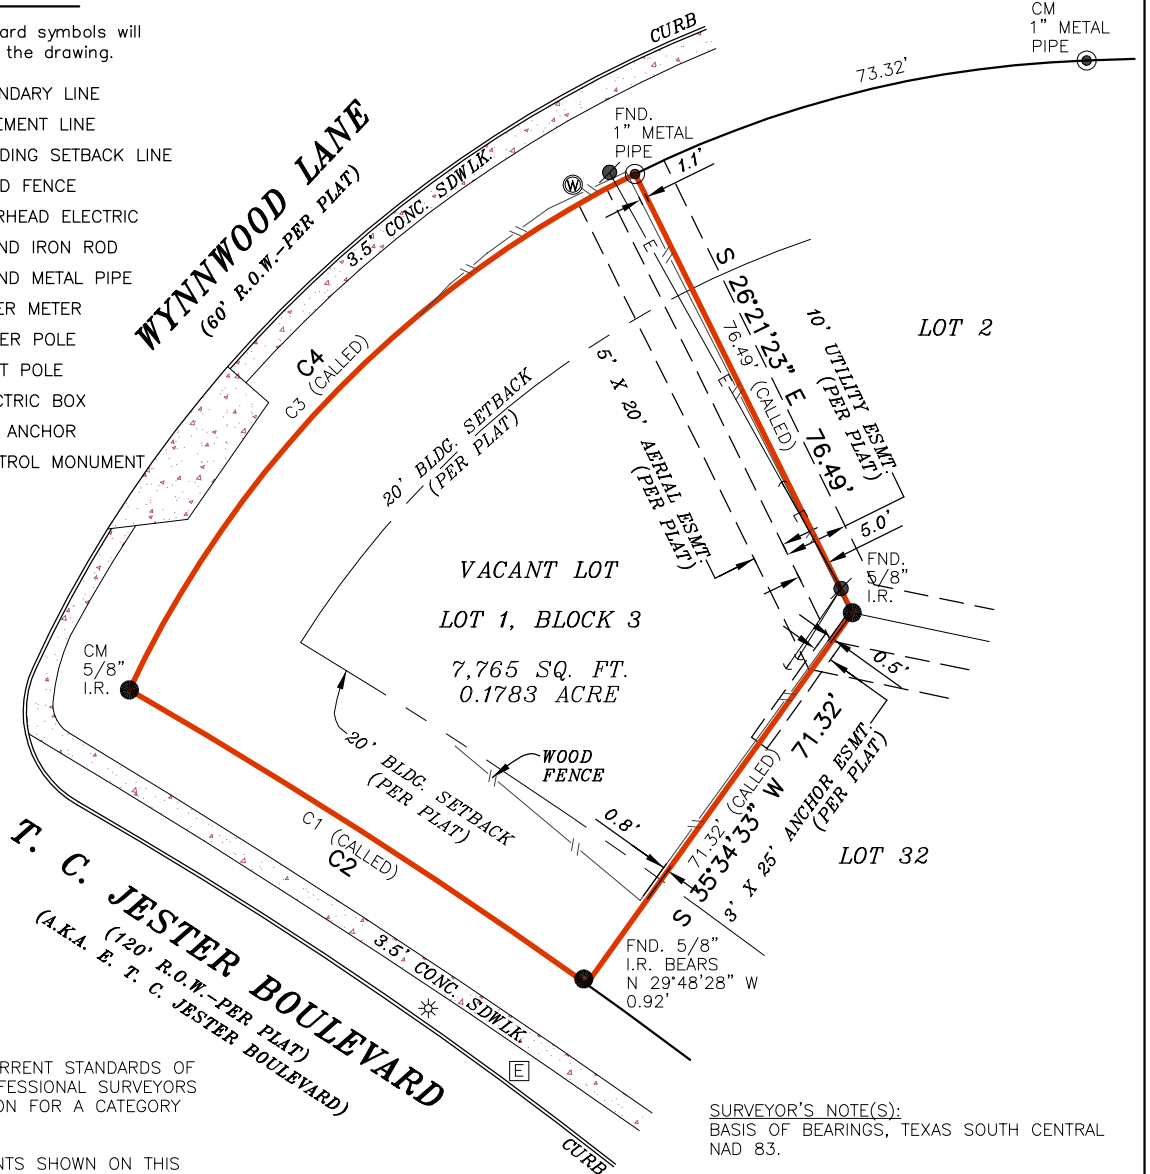 CM
1" METAL
PIPE
CURB
ard symbols will
the drawing.
73.32'
NDARY LINE
EMENT LINE
DING SETBACK LINE
D FENCE
RHEAD ELECTRIC
ND IRON ROD
ND METAL PIPE
ER METER
ER POLE
T POLE
CTRIC BOX
ANCHOR
TROL MONUMENT
WYNNWOOD LANE
(60' R.O.W.-PER PLAT)
3.5' CONC. SDWLK.
FND.
1" METAL
PIPE
1.1'
W
E
E
S 26°21'23" E 76.49'
76.49' (CALLED)
10' UTILITY ESMT.
(PER PLAT)
LOT 2
C4
C3 (CALLED)
20' BLDG. SETBACK
(PER PLAT)
5' X 20' AERIAL ESMT.
(PER PLAT)
5.0'
FND.
5/8"
I.R.
VACANT LOT
LOT 1, BLOCK 3
7,765 SQ. FT.
0.1783 ACRE
CM
5/8"
I.R.
0.5'
20' BLDG. SETBACK
(PER PLAT)
WOOD
FENCE
0.8'
71.32' (CALLED)
S 35°34'33" W 71.32'
3' X 25' ANCHOR ESMT.
(PER PLAT)
LOT 32
C1 (CALLED)
C2
T. C. JESTER BOULEVARD
(120' R.O.W.-PER PLAT)
(A.K.A. E. T. C. JESTER BOULEVARD)
3.5' CONC. SDWLK.
FND. 5/8"
I.R. BEARS
N 29°48'28" W
0.92'
E
CURB
RRENT STANDARDS OF
FESSIONAL SURVEYORS
ON FOR A CATEGORY
NTS SHOWN ON THIS
SURVEYOR'S NOTE(S):
BASIS OF BEARINGS, TEXAS SOUTH CENTRAL
NAD 83.